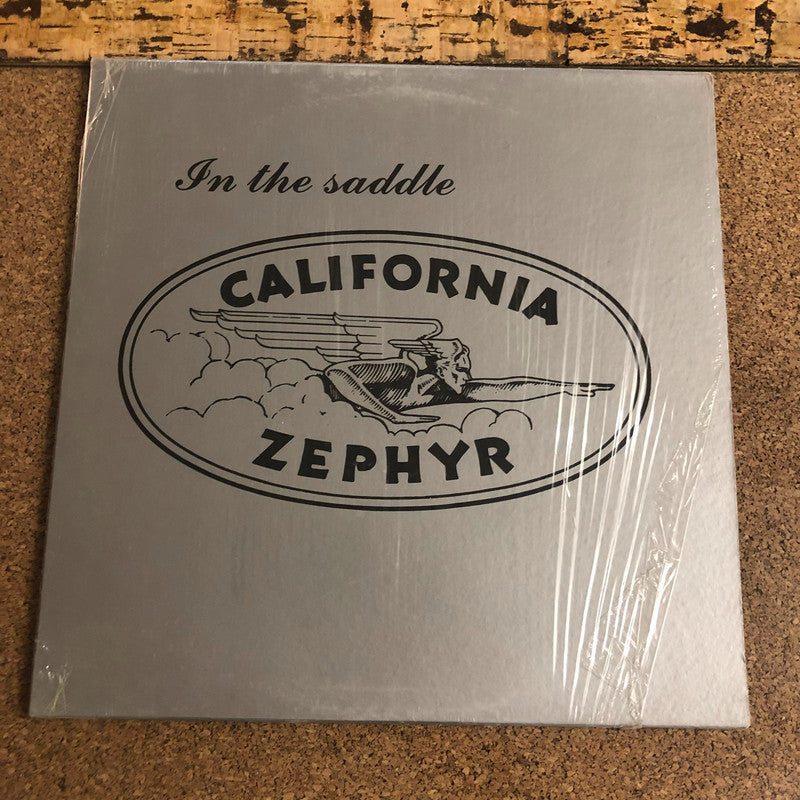 In the saddle
CALIFORNIA
ZEPHYR